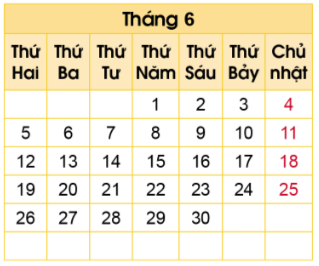 Tháng 6
Thứ Hai Thứ Ba Thứ Tư Thứ Năm Thứ Sáu Thứ Bảy Chủ nhật
1 2 3 4
5 6 7 8 9 10 11
12 13 14 15 16 17 18
19 20 21 22 23 24 25
26 27 28 29 30